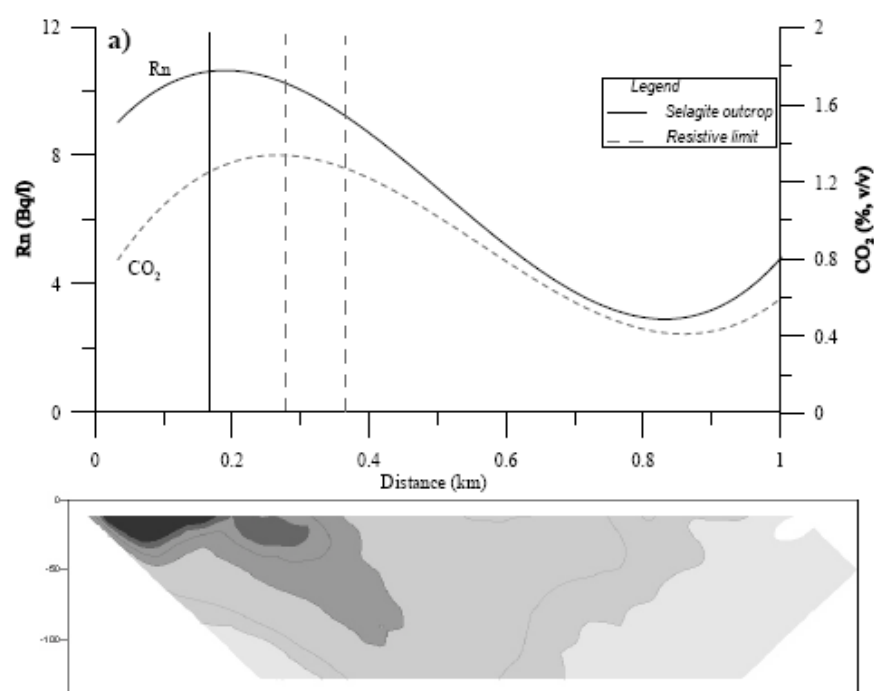 a)
12
8
4
0
Rn (Bq/l)
Rn
CO2
Legend
Selagite outcrop
Resistive limit
2
1.6
1.2
0.8
0.4
0
CO2 (%, v/v)
0 0.2 0.4 0.6 0.8 1
Distance (km)
0
-50
-100